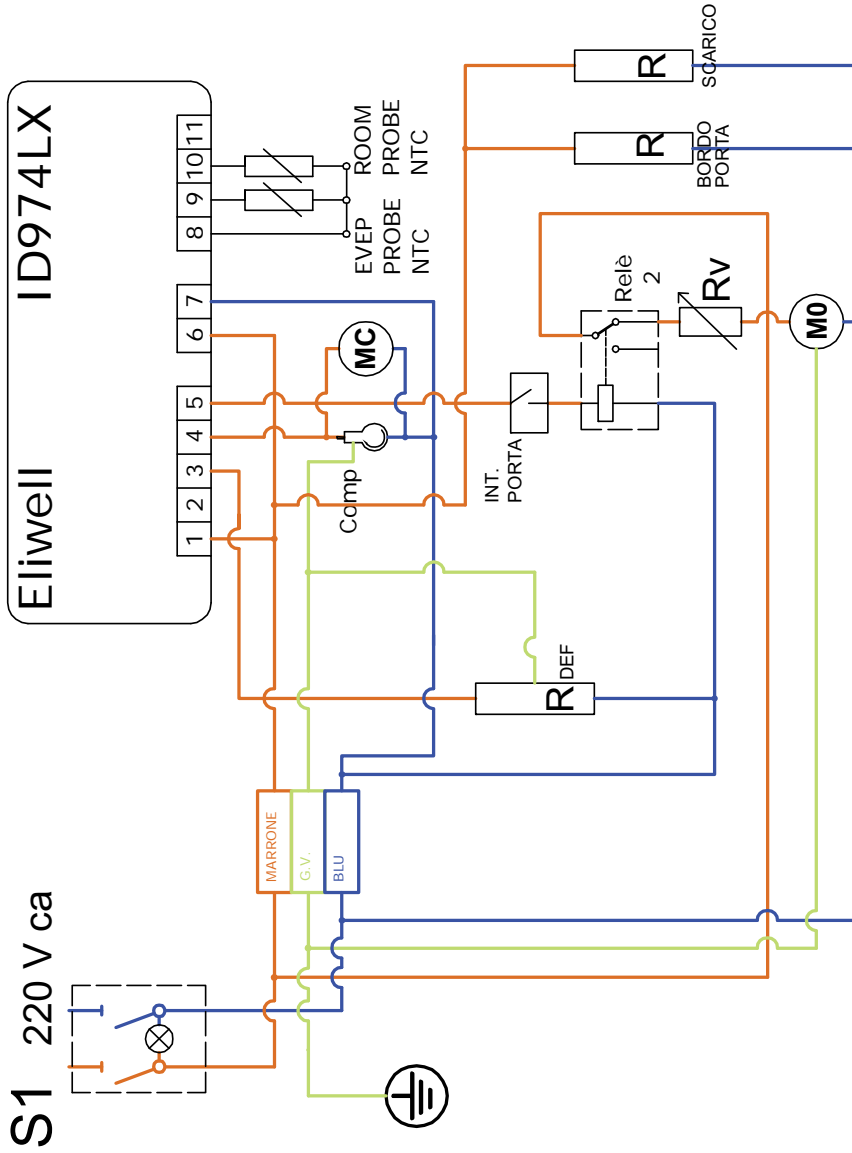 Eliwell ID974LX
1 2 3 4 5 6 7 8 9 10 11
S1 220 V ca
MARRONE
G.V.
BLU
Comp
MC
EVEP
PROBE
NTC
ROOM
PROBE
NTC
INT.
PORTA
R
DEF
Relè
2
Rv
M0
R
BORDO
PORTA
R
SCARICO